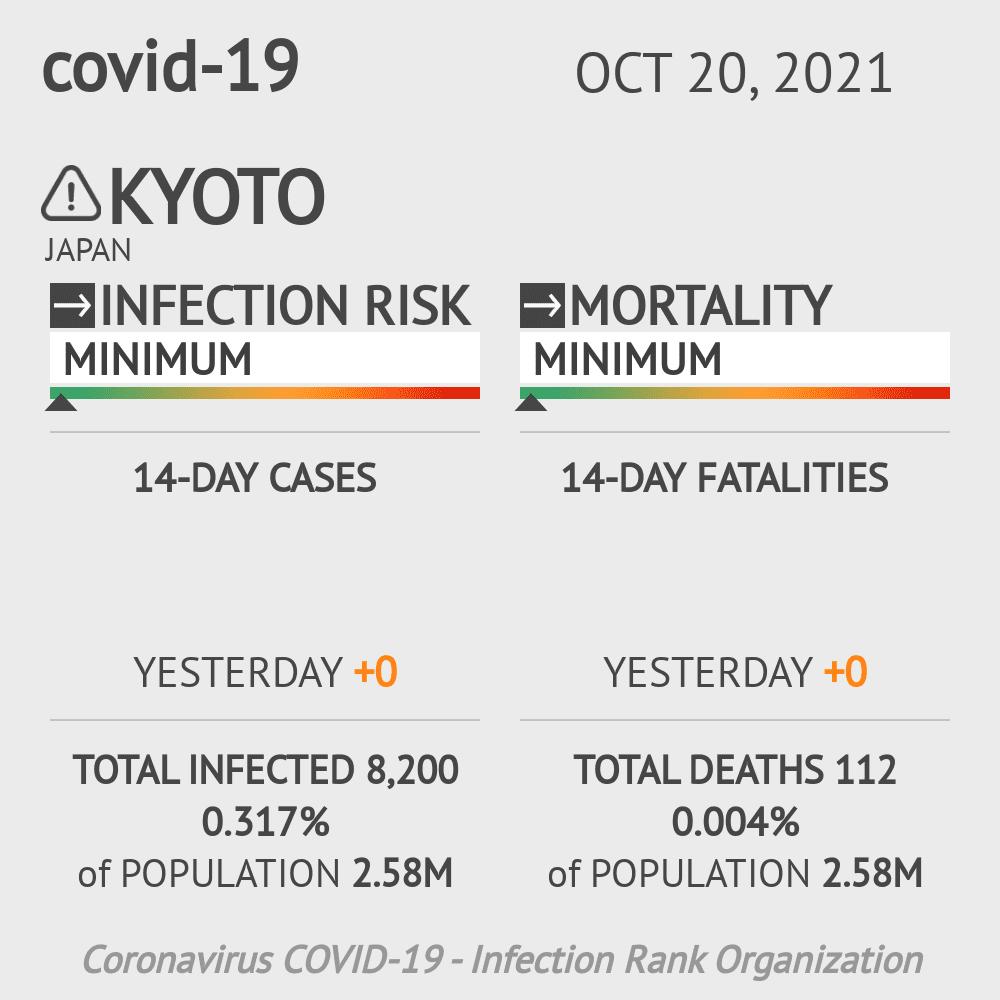 covid-19
OCT 20, 2021
KYOTO
JAPAN
INFECTION RISK
MINIMUM
14-DAY CASES
YESTERDAY +0
TOTAL INFECTED 8,200
0.317%
of POPULATION 2.58M
MORTALITY
MINIMUM
14-DAY FATALITIES
YESTERDAY +0
TOTAL DEATHS 112
0.004%
of POPULATION 2.58M
Coronavirus COVID-19 - Infection Rank Organization